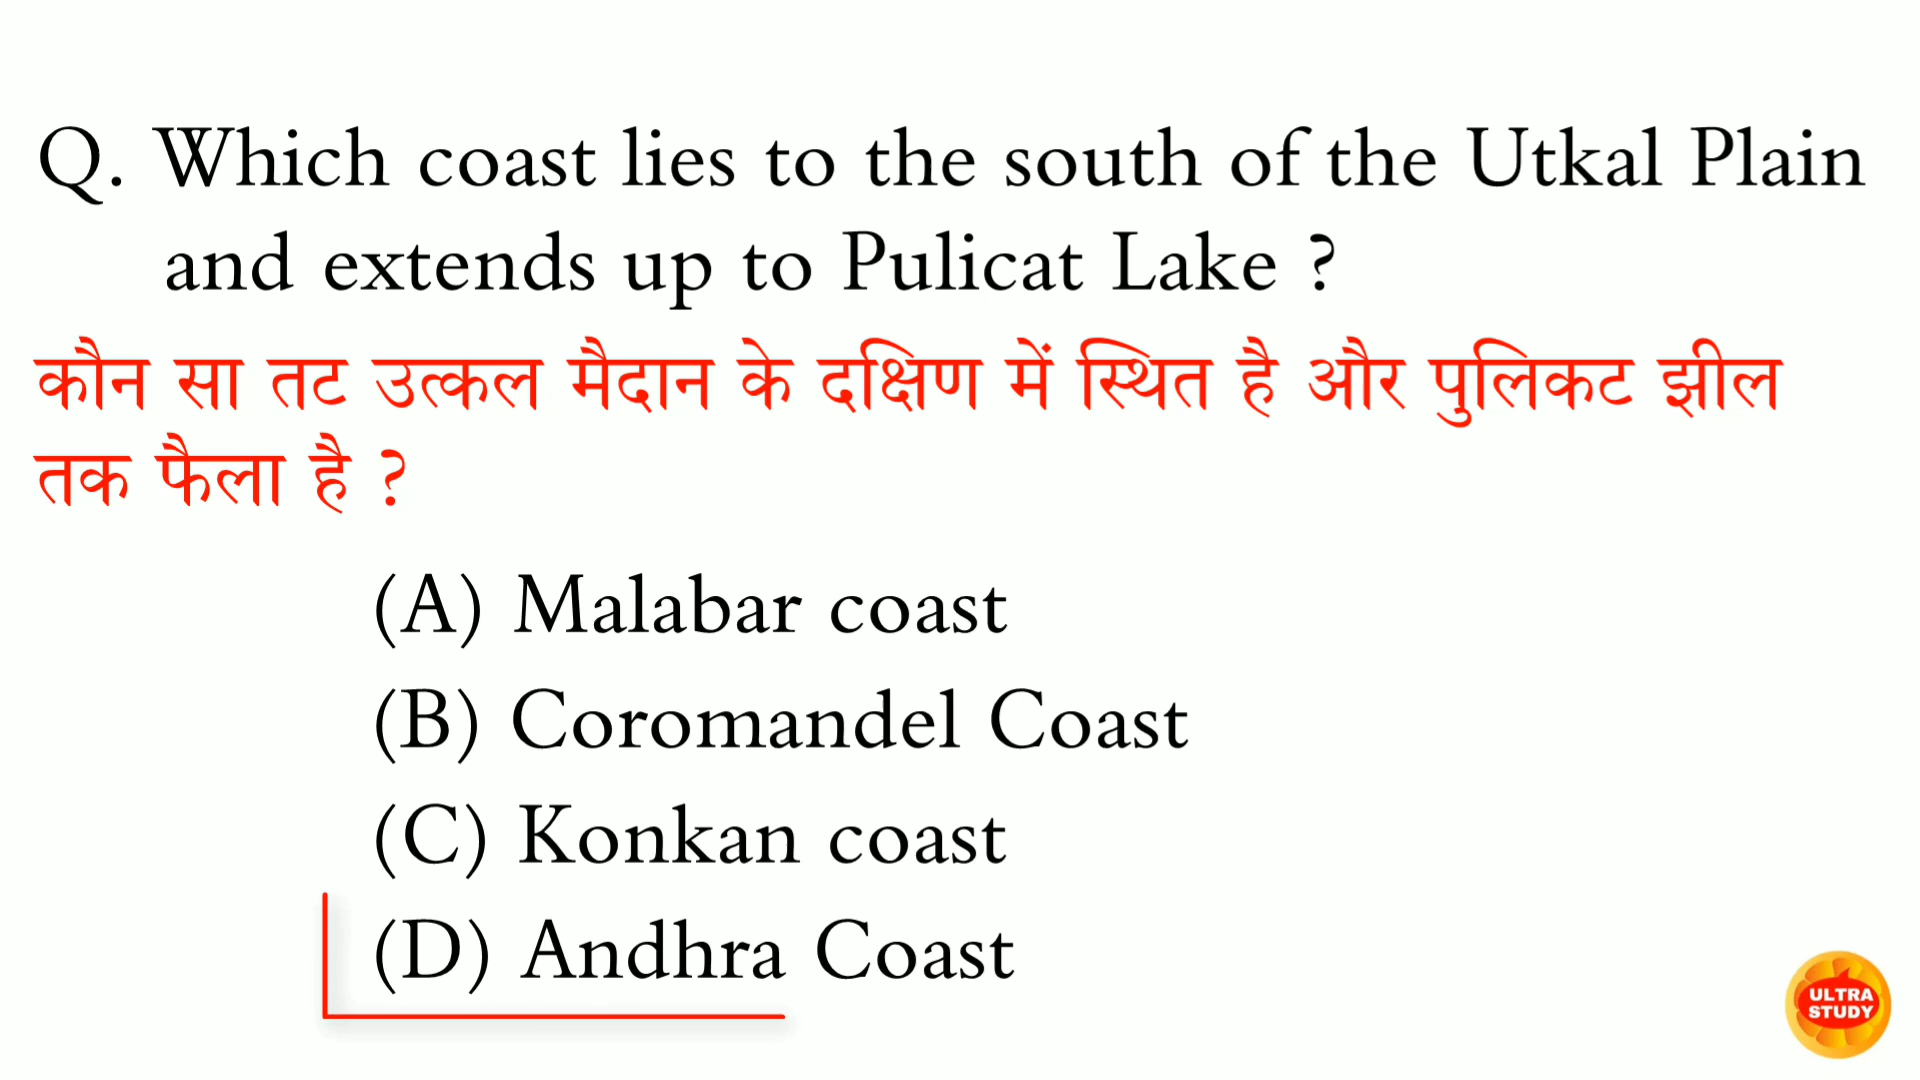 Q. Which coast lies to the south of the Utkal Plain
and extends up to Pulicat Lake ?
कौन सा तट उत्कल मैदान के दक्षिण में स्थित है और पुलिकट झील
तक फैला है ?
(A) Malabar coast
(B) Coromandel Coast
(C) Konkan coast
(D) Andhra Coast
ULTRA
STUDY